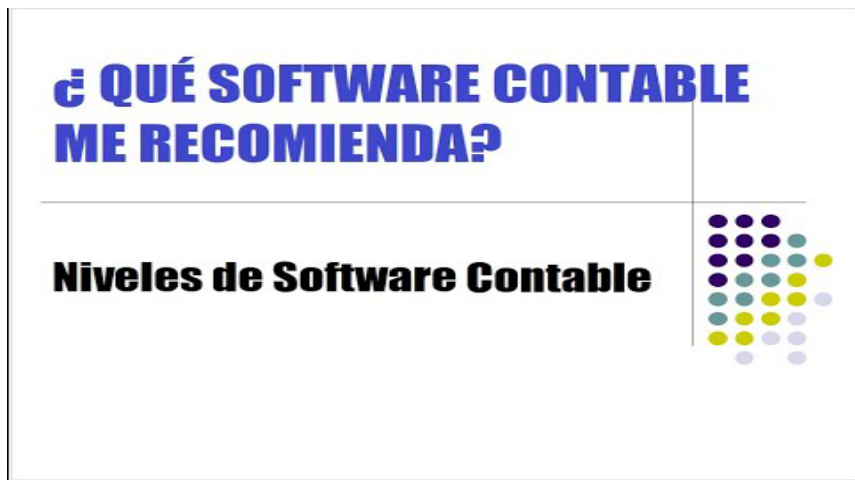 ¿ QUÉ SOFTWARE CONTABLE
ME RECOMIENDA?
Niveles de Software Contable